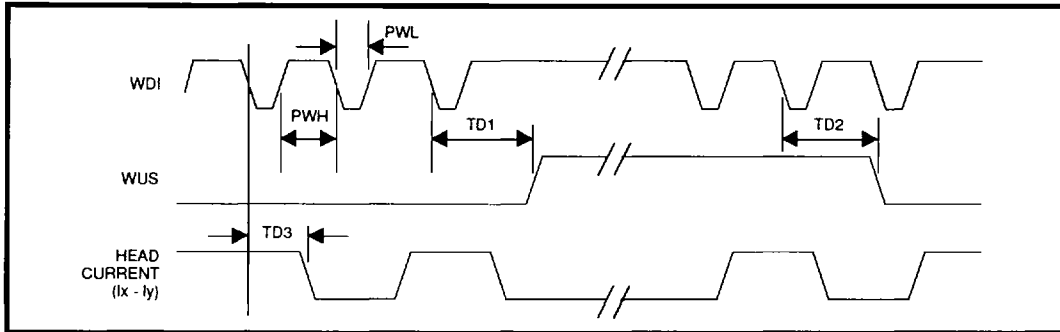 PWL
WDI
PWH
TD1
TD2
WUS
TD3
HEAD
CURRENT
(Ix - Iy)